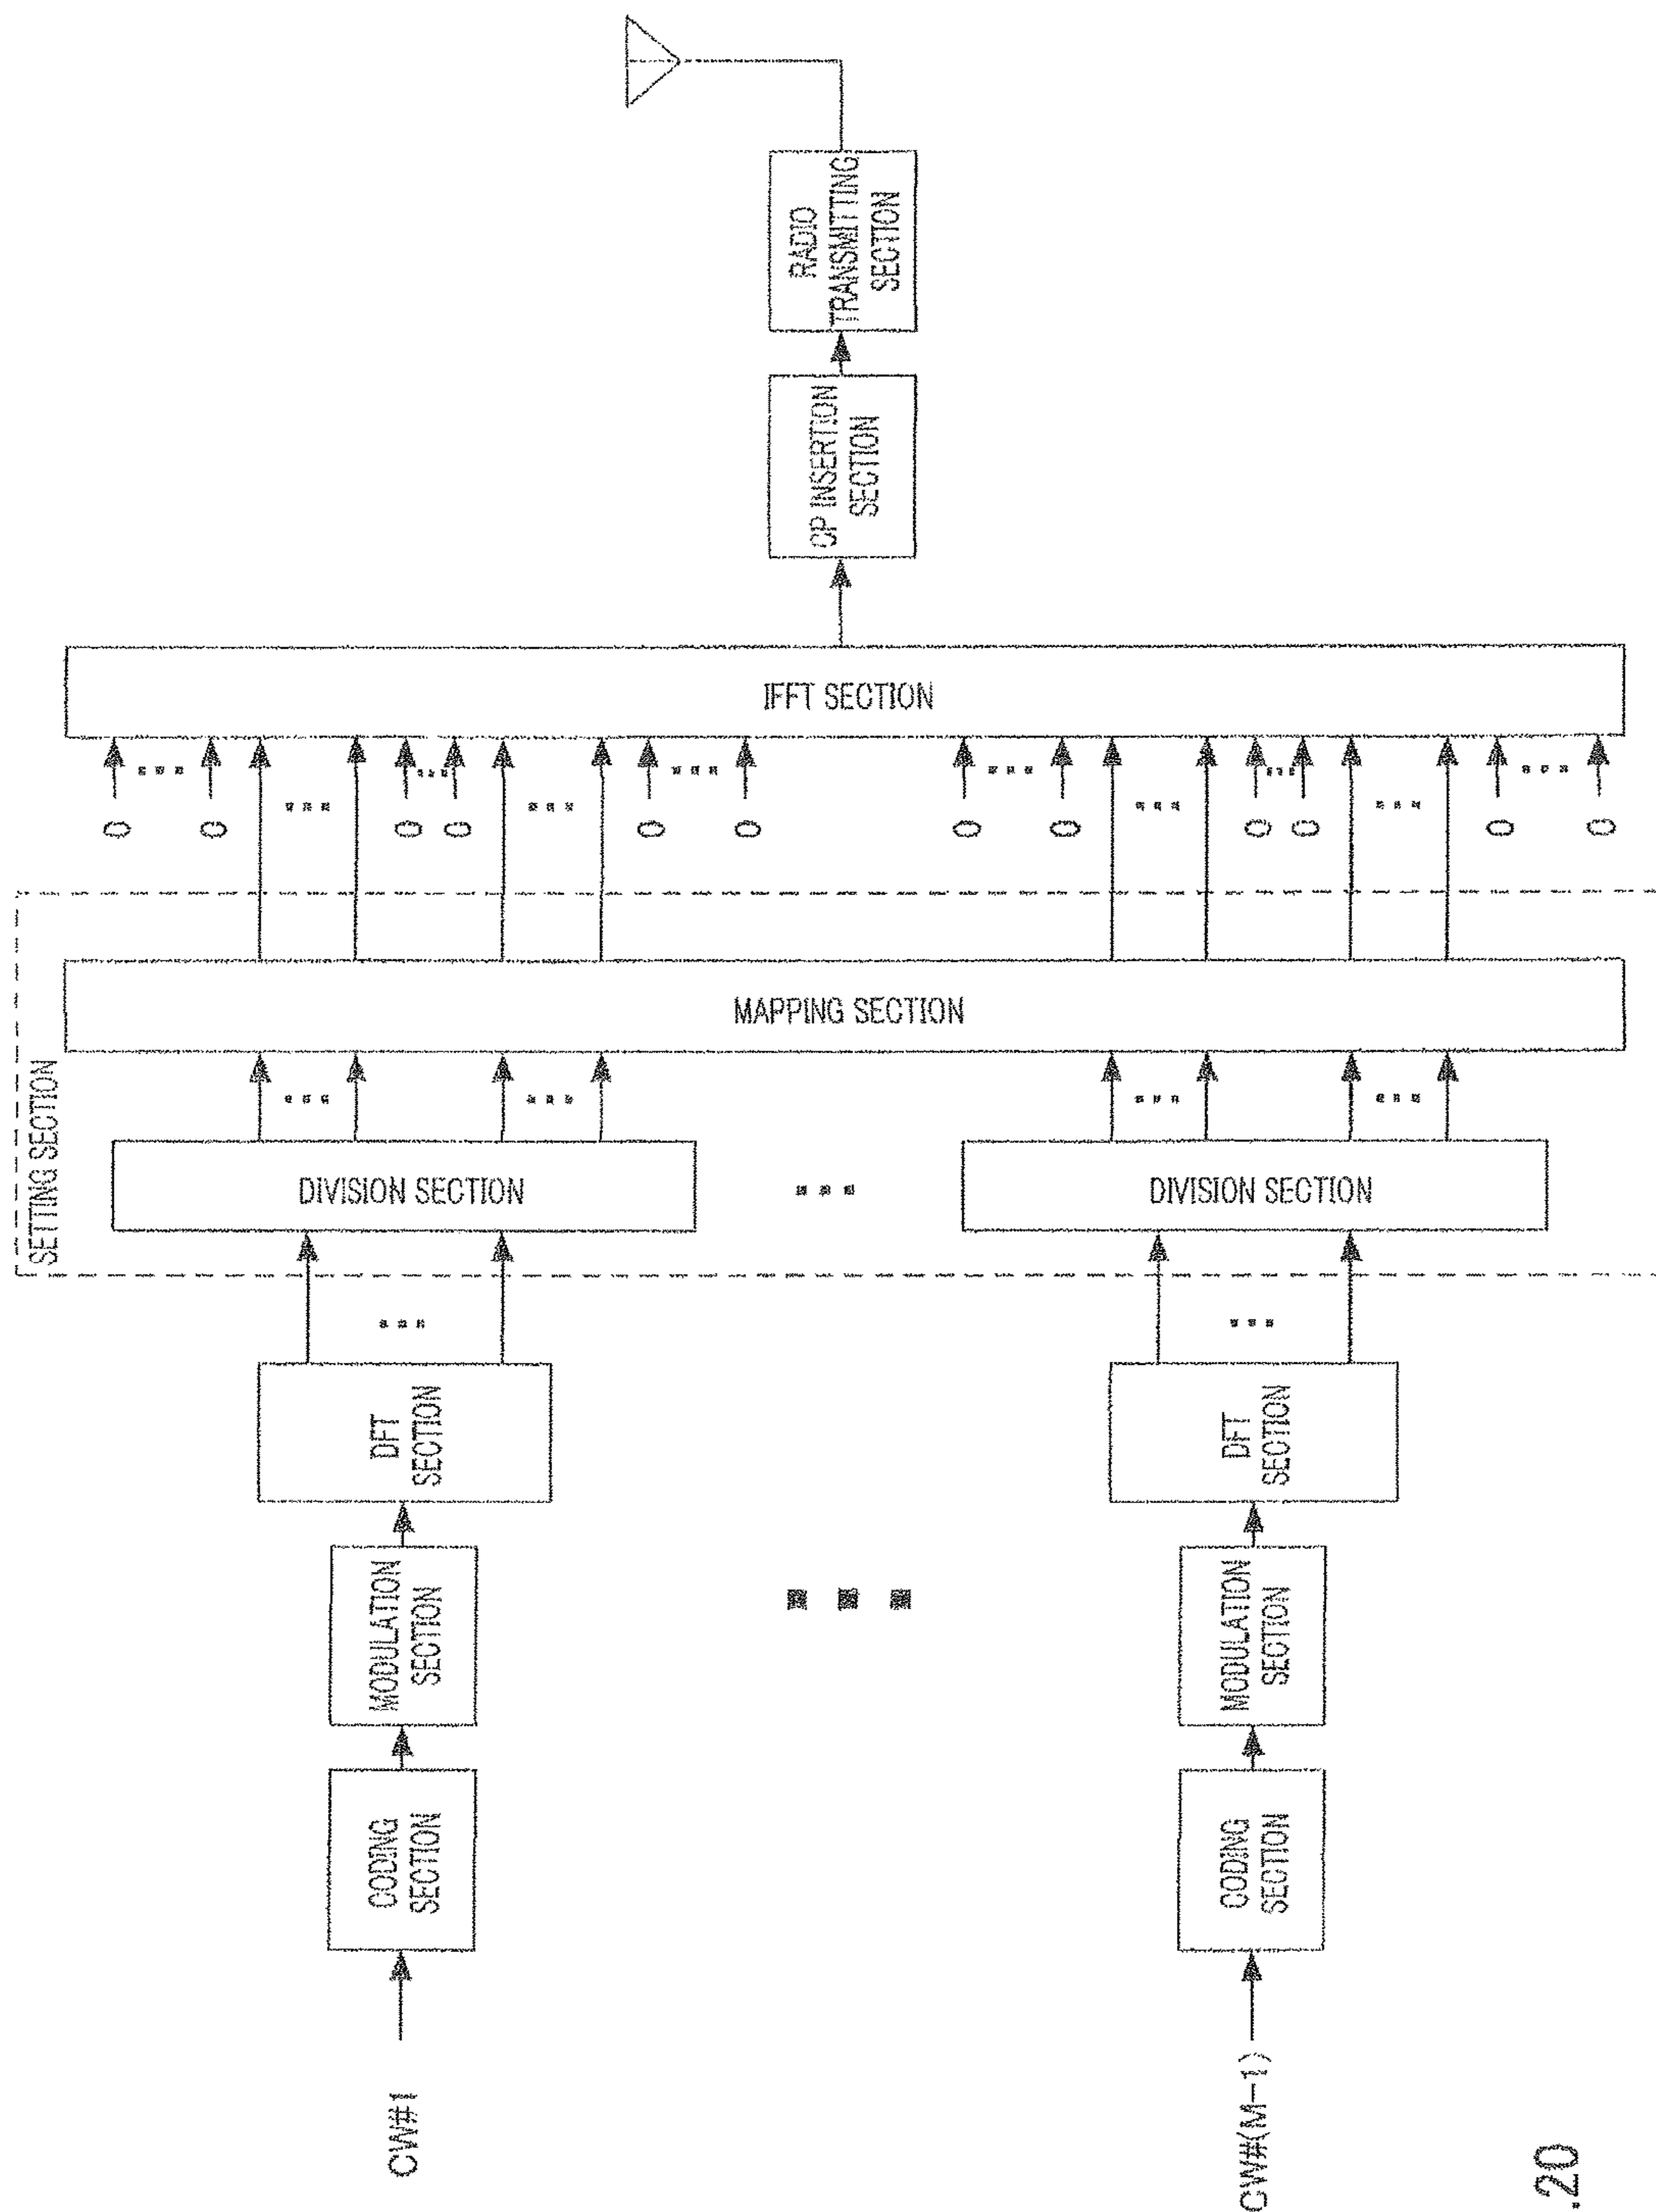 CW#1
CODING
SECTION
MODULATION
SECTION
DFT
SECTION
SETTING SECTION
DIVISION SECTION
MAPPING SECTION
0
0
0
0
0
0
IFFT SECTION
CP INSERTION
SECTION
RADIO
TRANSMITTING
SECTION
CW#(M-1)
CODING
SECTION
MODULATION
SECTION
DFT
SECTION
DIVISION SECTION
0
0
0
0
0
0
.20